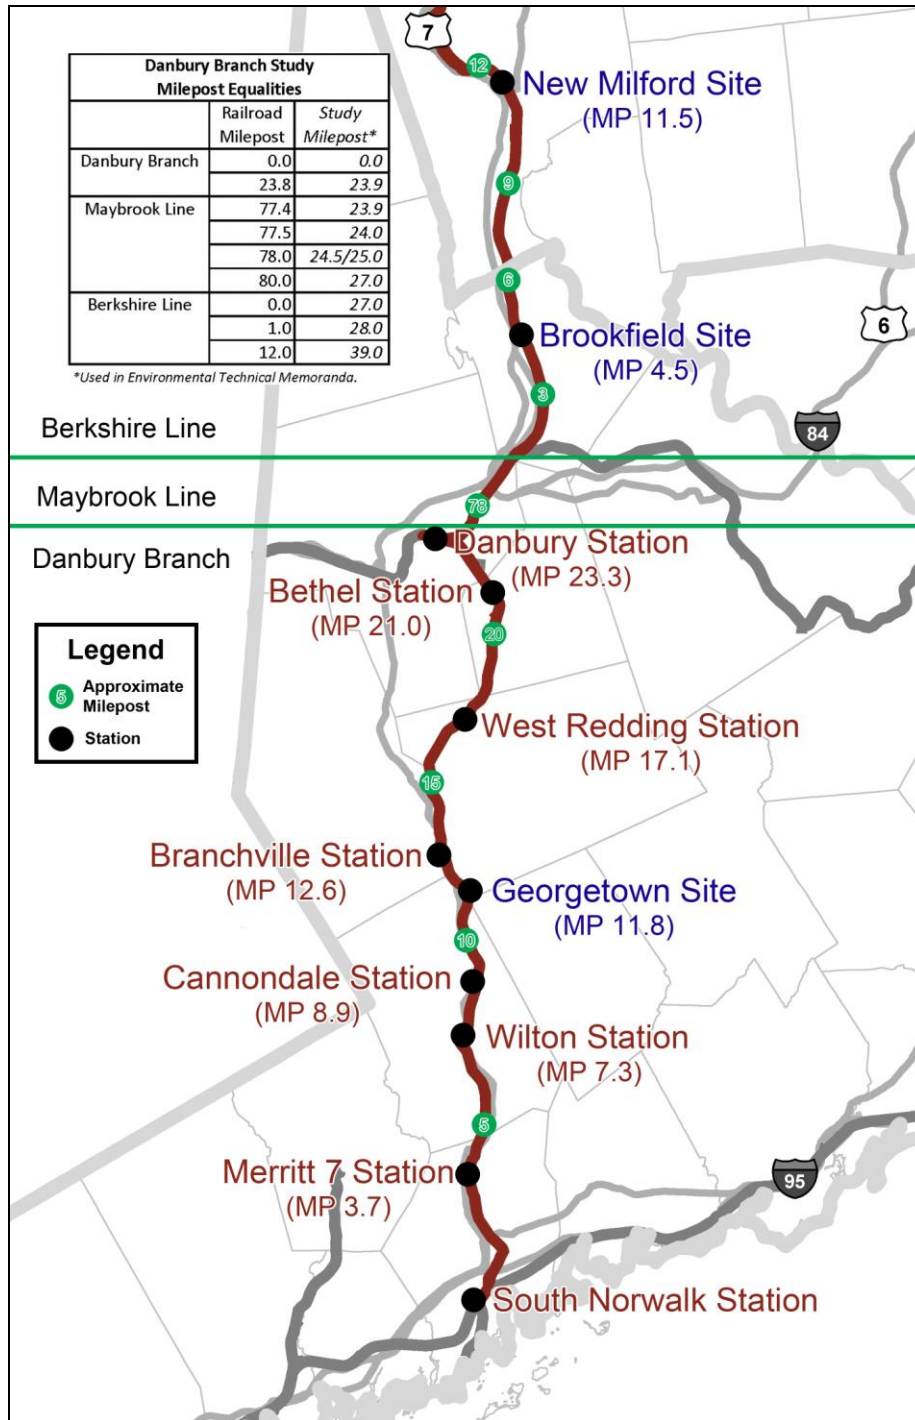 7
12
New Milford Site
(MP 11.5)
Danbury Branch Study
Milepost Equalities
Railroad Milepost Study Milepost*
Danbury Branch 0.0 0.0
23.8 23.9
Maybrook Line 77.4 23.9
77.5 24.0
78.0 24.5/25.0
80.0 27.0
Berkshire Line 0.0 27.0
1.0 28.0
12.0 39.0
*Used in Environmental Technical Memoranda.
9
6
6
Brookfield Site
(MP 4.5)
3
84
Berkshire Line
Maybrook Line
78
Danbury Branch
Danbury Station
(MP 23.3)
Bethel Station
(MP 21.0)
20
Legend
5 Approximate
Milepost
Station
West Redding Station
(MP 17.1)
15
Branchville Station
(MP 12.6)
Georgetown Site
(MP 11.8)
10
Cannondale Station
(MP 8.9)
Wilton Station
(MP 7.3)
5
Merritt 7 Station
(MP 3.7)
95
South Norwalk Station